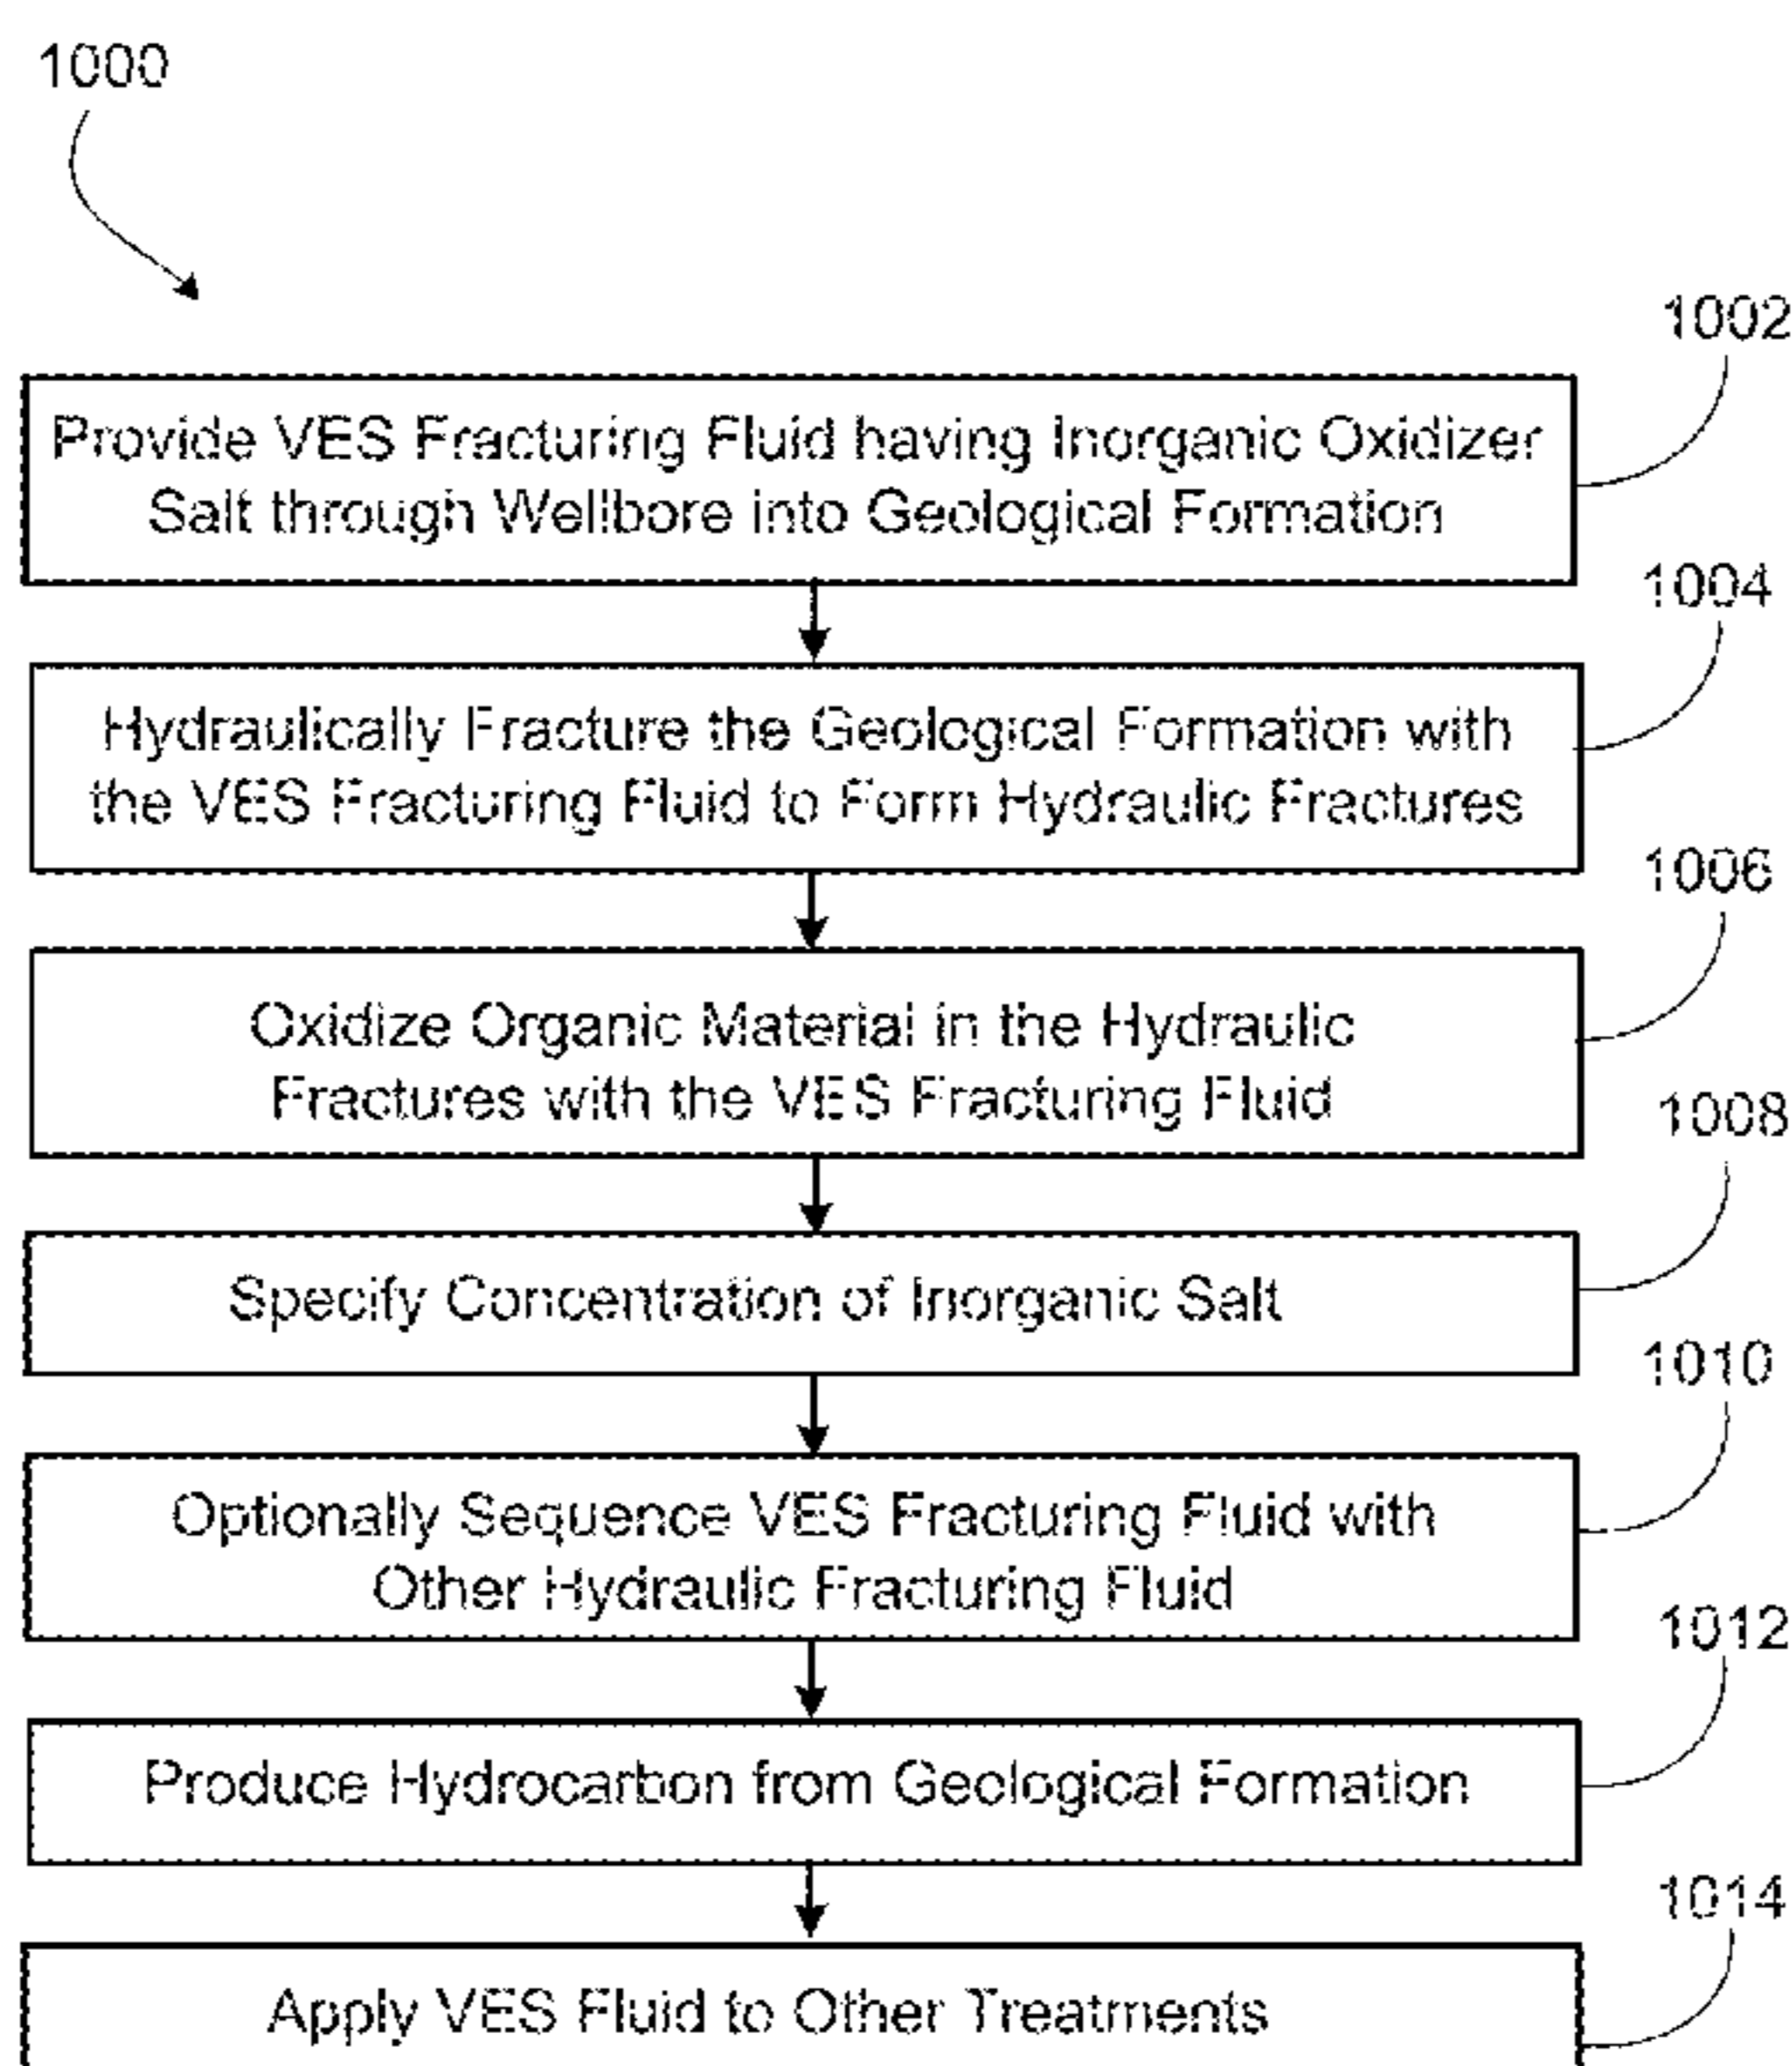 1000
1002
Provide VES Fracturing Fluid having Inorganic Oxidizer
Salt through Wellbore into Geological Formation
1004
Hydraulically Fracture the Geological Formation with
the VES Fracturing Fluid to Form Hydraulic Fractures
1006
Oxidize Organic Material in the Hydraulic
Fractures with the VES Fracturing Fluid
1008
Specify Concentration of Inorganic Salt
1010
Optionally Sequence VES Fracturing Fluid with
Other Hydraulic Fracturing Fluid
1012
Produce Hydrocarbon from Geological Formation
1014
Apply VES Fluid to Other Treatments